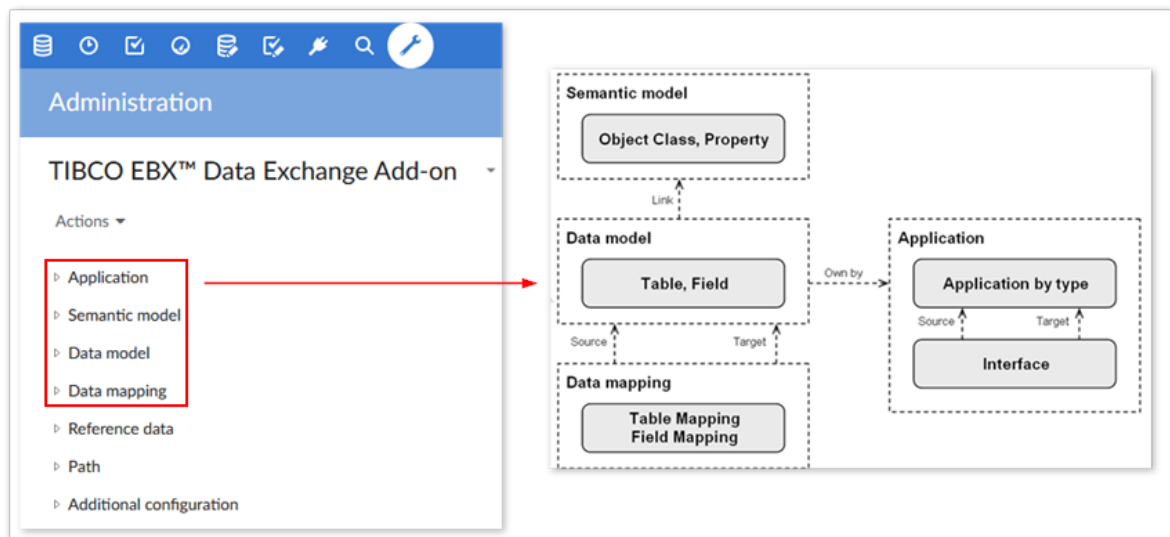 Administration
TIBCO EBX™ Data Exchange Add-on
Actions
Application
Semantic model
Data model
Data mapping
Reference data
Path
Additional configuration
Semantic model
Object Class, Property
Link
Data model
Table, Field
Own by
Application
Application by type
Source
Target
Interface
Source
Target
Data mapping
Table Mapping
Field Mapping